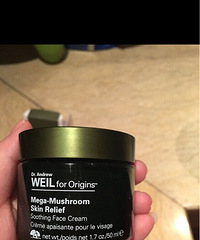 Dr. Andrew
WEIL for Origins™
Mega-Mushroom
Skin Relief
Soothing Face Cream
Crème apaisante pour le visage
net wt./poids net 1.7 oz./50 ml e